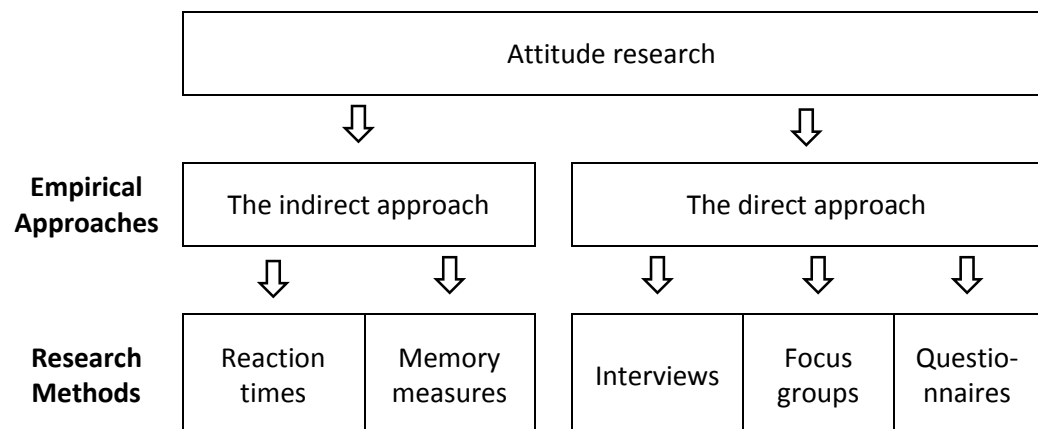 Attitude research
Empirical
Approaches
The indirect approach
The direct approach
Research
Methods
Reaction
times
Memory
measures
Interviews
Focus
groups
Questio-
nnaires